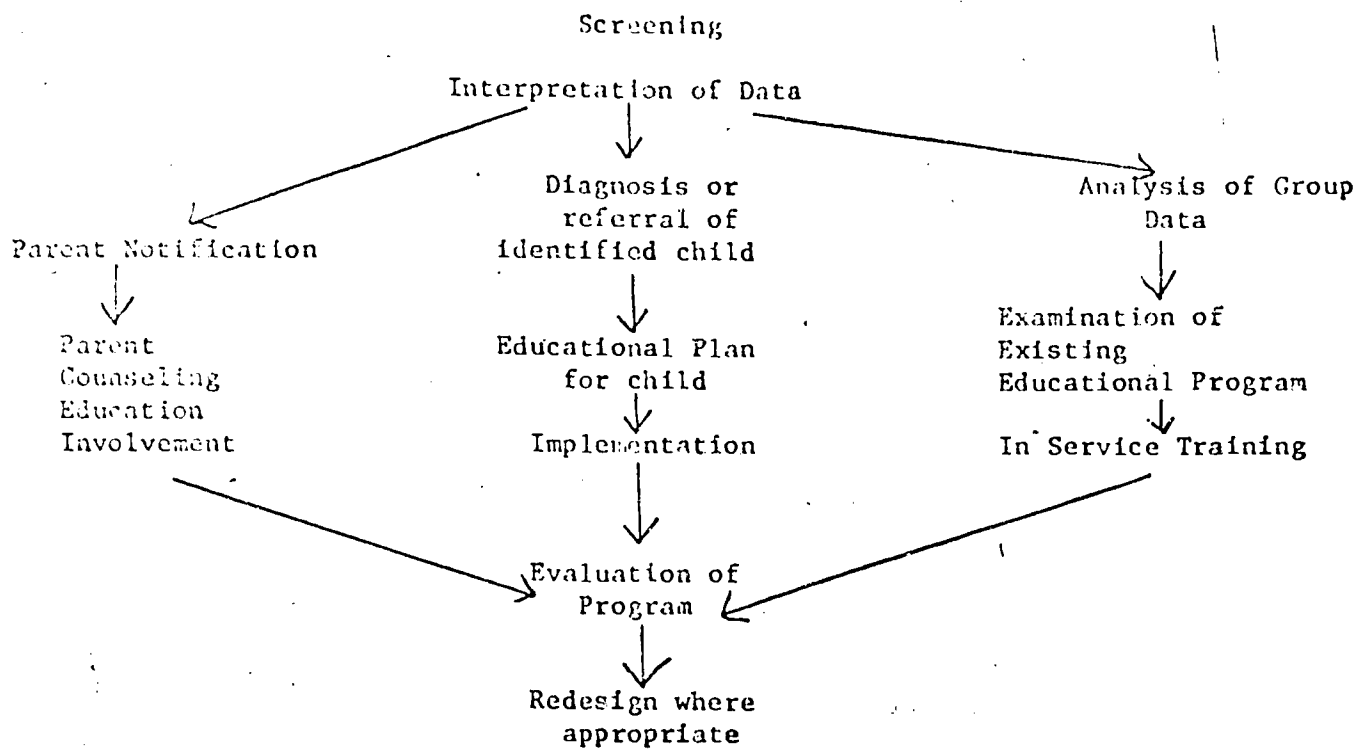 Screening
Interpretation of Data
Parent Notification
Parent
Counseling
Education
Involvement
Diagnosis or
referral of
identified child
Educational Plan
for child
Implementation
Analysis of Group
Data
Examination of
Existing
Educational Program
In Service Training
Evaluation of
Program
Redesign where
appropriate